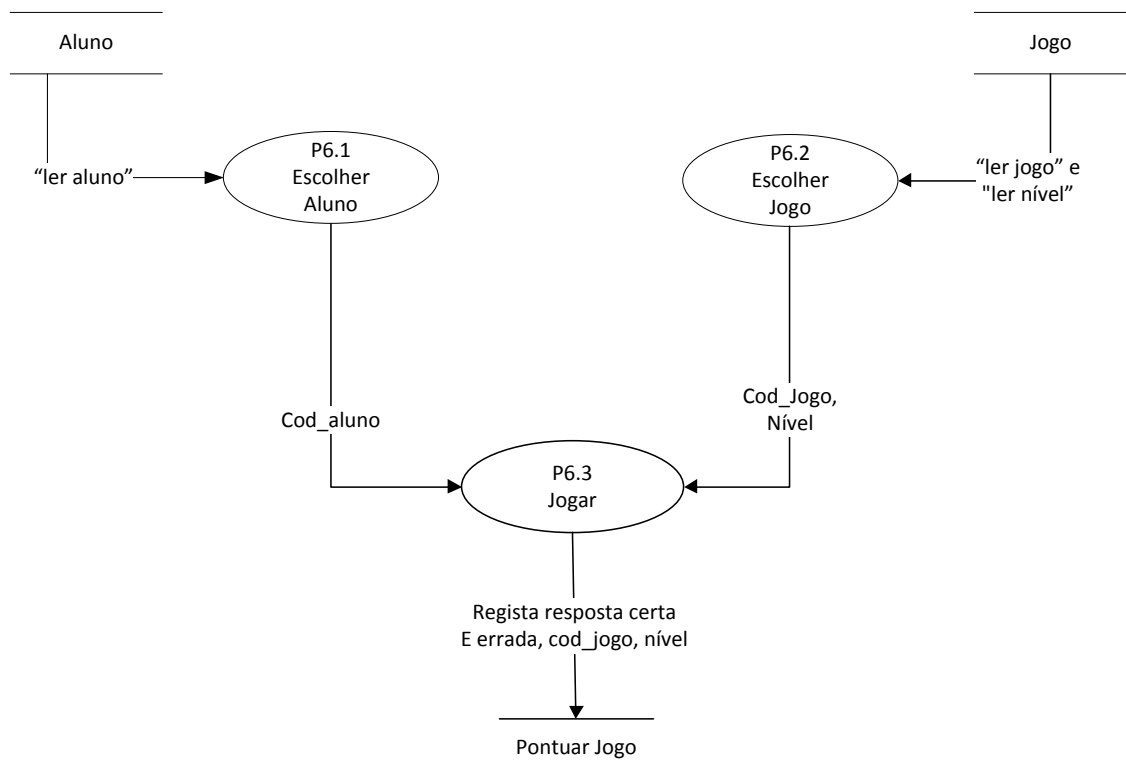 Aluno
Jogo
P6.1
Escolher
Aluno
P6.2
Escolher
Jogo
“ler aluno”
“ler jogo” e
"ler nível”
Cod_aluno
Cod_Jogo,
Nível
P6.3
Jogar
Regista resposta certa
E errada, cod_jogo, nível
Pontuar Jogo